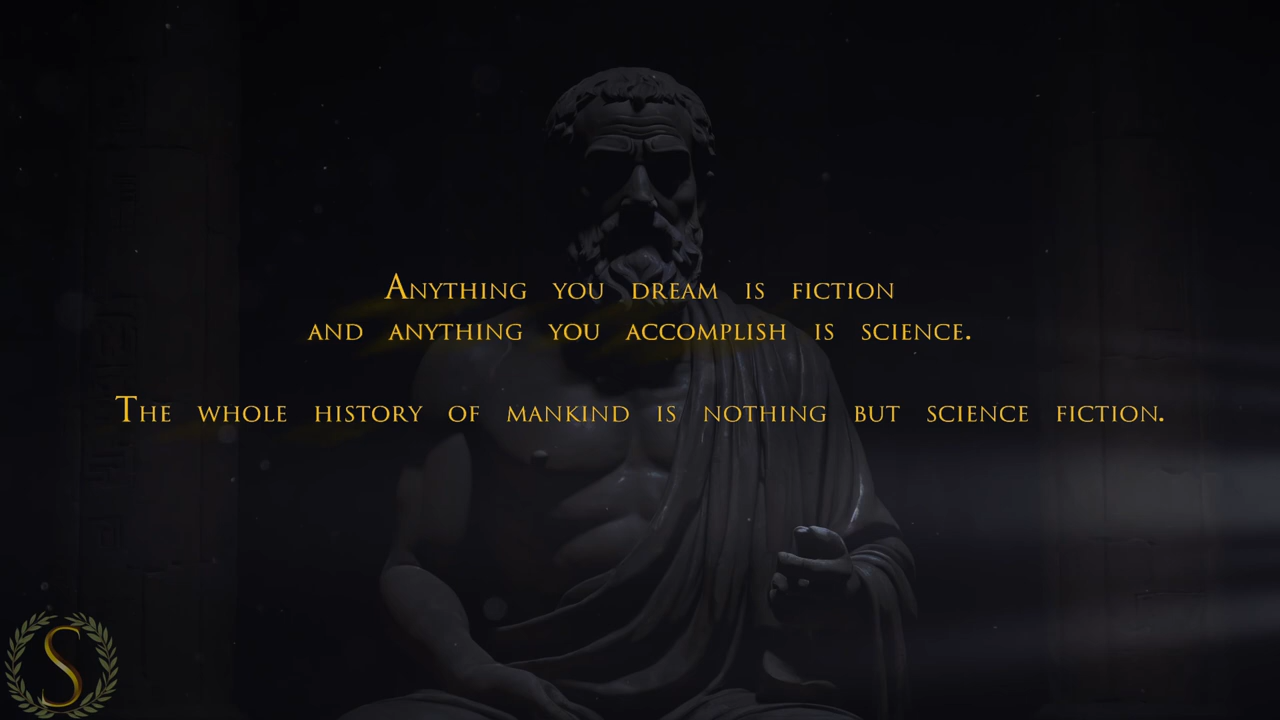 Anything you dream is fiction
and anything you accomplish is science.
The whole history of mankind is nothing but science fiction.
S